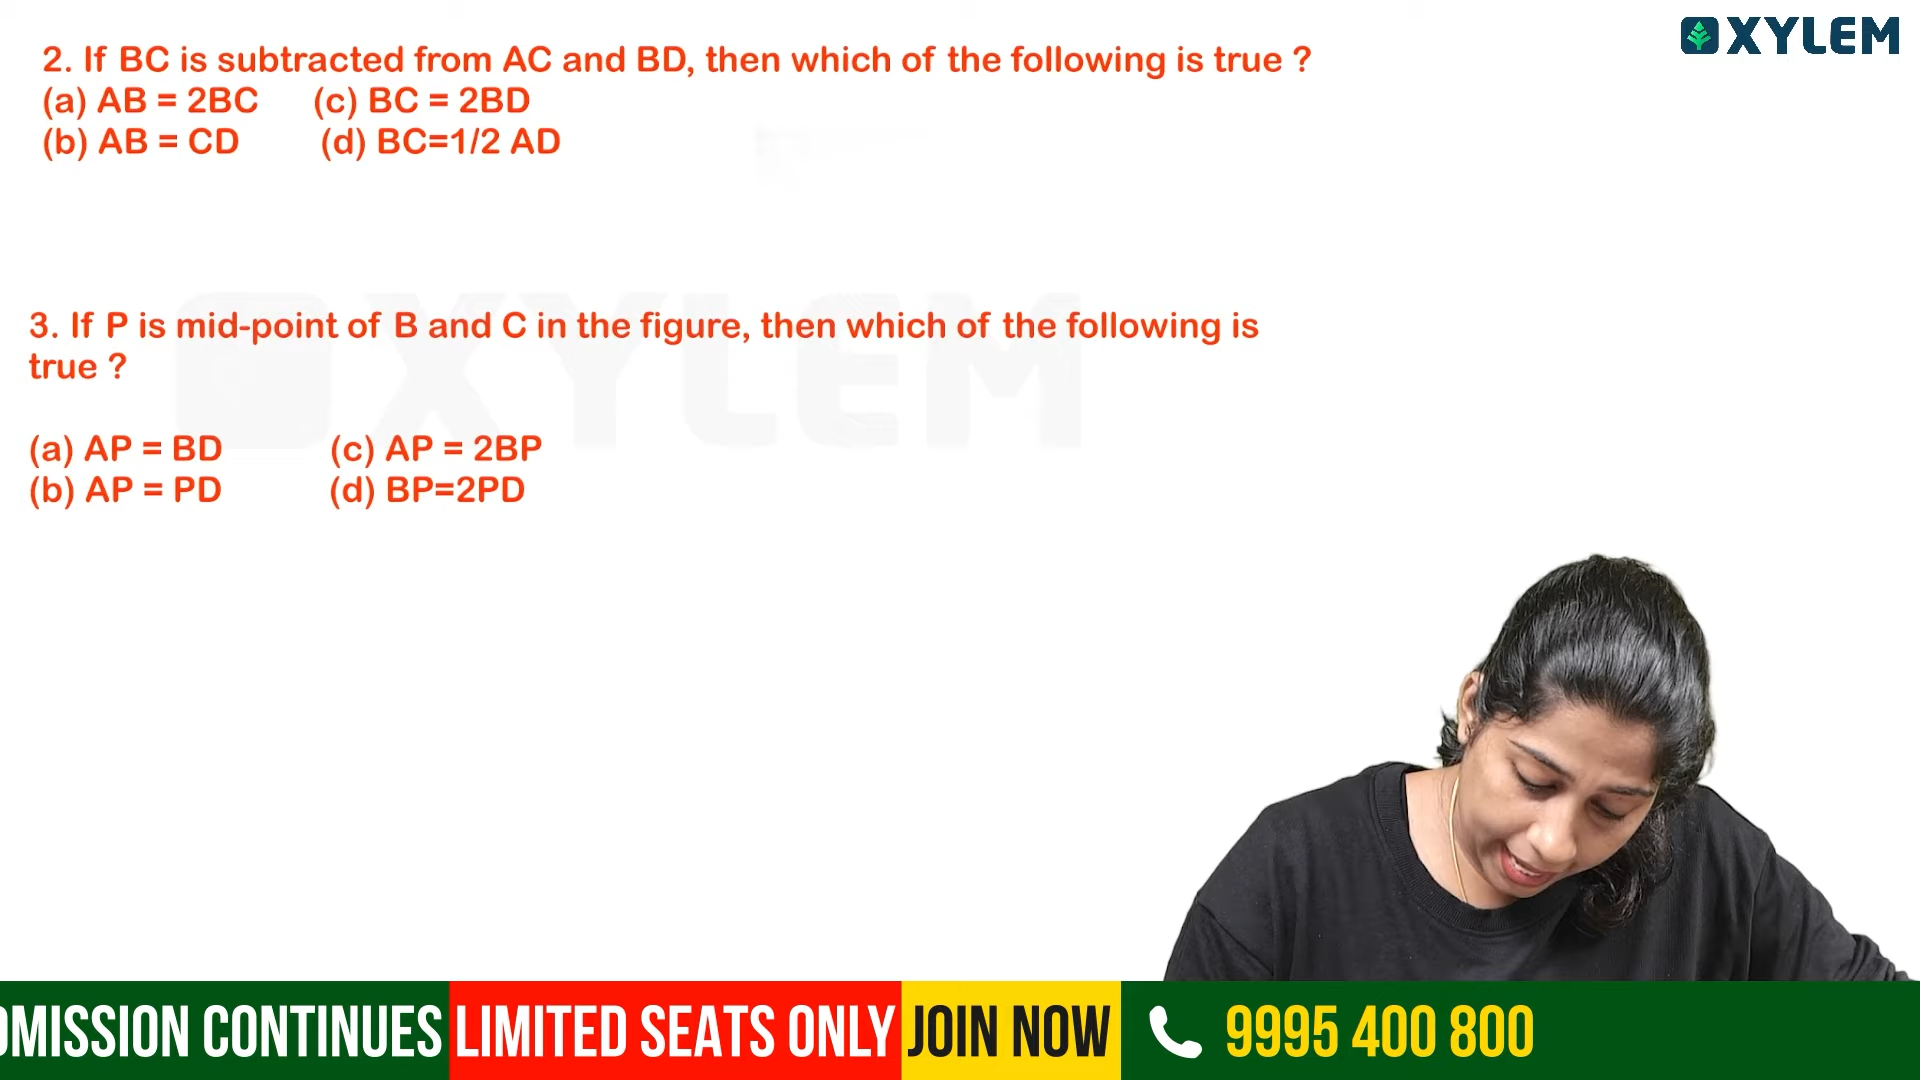 XYLEM
2. If BC is subtracted from AC and BD, then which of the following is true ?
(a) AB = 2BC (c) BC = 2BD
(b) AB = CD (d) BC=1/2 AD
XYLEM
3. If P is mid-point of B and C in the figure, then which of the following is
true ?
(a) AP = BD (c) AP = 2BP
(b) AP = PD (d) BP=2PD
DMISSION CONTINUES LIMITED SEATS ONLY JOIN NOW 9995 400 800